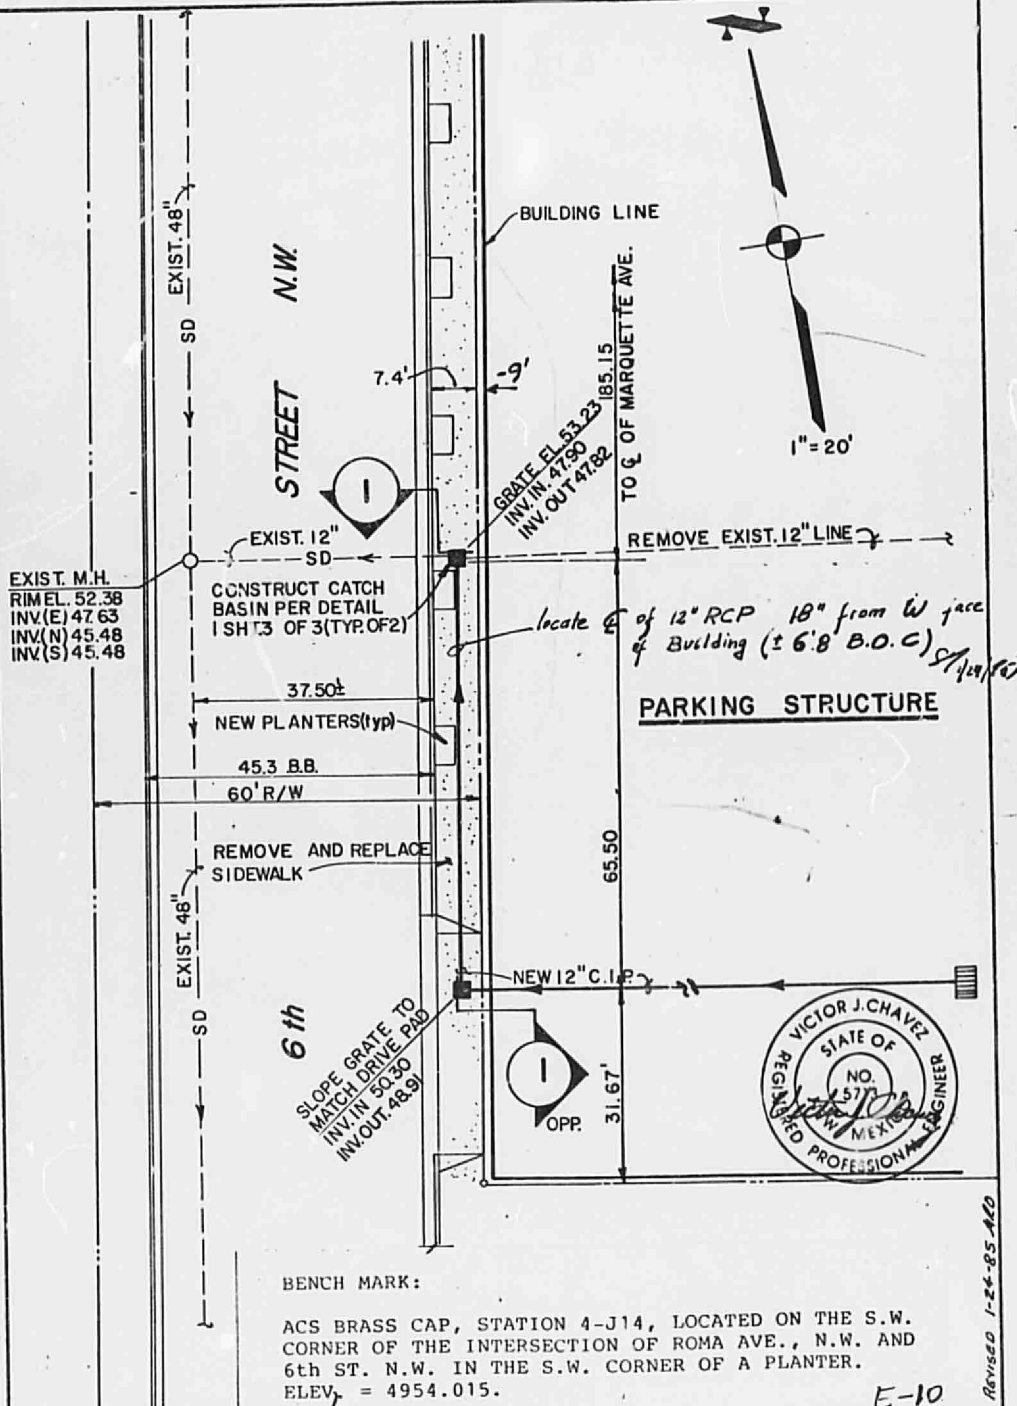 BUILDING LINE
EXIST. 48"
SD
N.W.
STREET
7.4'
-9'
185.15
TO ℄ OF MARQUETTE AVE.
1"=20'
GRATE EL. 53.23
INV. IN. 47.90
INV. OUT 47.82
1
EXIST. 12"
SD
REMOVE EXIST. 12" LINE
EXIST. M.H.
RIM EL. 52.38
INV.(E) 47.63
INV.(N) 45.48
INV.(S) 45.48
CONSTRUCT CATCH
BASIN PER DETAIL
1 SHT.3 OF 3 (TYP. OF 2)
locate ℄ of 12" RCP 18" from W face
of Building (± 6.8 B.O.C)
37.50±
NEW PLANTERS(typ)
PARKING STRUCTURE
45.3 B.B.
60' R/W
REMOVE AND REPLACE
SIDEWALK
65.50
EXIST. 48"
SD
NEW 12" C.I.P.
6th
SLOPE GRATE TO
MATCH DRIVE PAD
INV. IN 50.30
INV. OUT. 48.91
1
OPP.
31.67'
VICTOR J. CHAVEZ
REGISTERED PROFESSIONAL ENGINEER
STATE OF
NO.
MEXICO
BENCH MARK:
ACS BRASS CAP, STATION 4-J14, LOCATED ON THE S.W.
CORNER OF THE INTERSECTION OF ROMA AVE., N.W. AND
6th ST. N.W. IN THE S.W. CORNER OF A PLANTER.
ELEV. = 4954.015.
E-10
REVISED 1-24-85